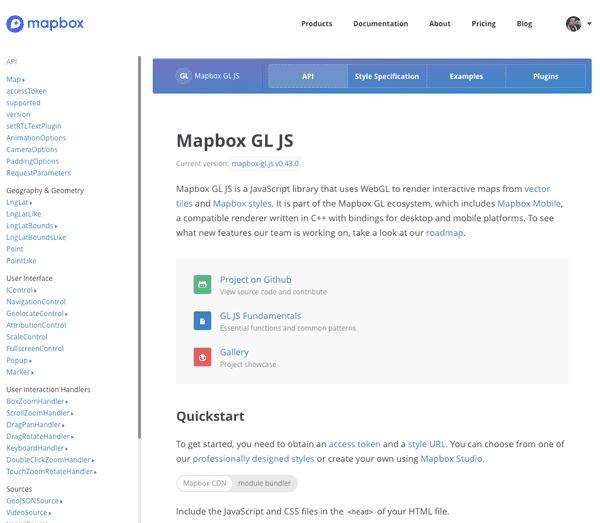 mapbox
Products Documentation About Pricing Blog
API
Map
accessToken
supported
version
setRTLTextPlugin
AnimationOptions
CameraOptions
PaddingOptions
RequestParameters
Geography & Geometry
LngLat
LngLatLike
LngLatBounds
LngLatBoundsLike
Point
PointLike
User Interface
IControl
NavigationControl
GeolocateControl
AttributionControl
ScaleControl
FullscreenControl
Popup
Marker
User Interaction Handlers
BoxZoomHandler
ScrollZoomHandler
DragPanHandler
DragRotateHandler
KeyboardHandler
DoubleClickZoomHandler
TouchZoomRotateHandler
Sources
GeoJSONSource
VideoSource
GL Mapbox GL JS API Style Specification Examples Plugins
Mapbox GL JS
Current version: mapbox-gl.js v0.43.0
Mapbox GL JS is a JavaScript library that uses WebGL to render interactive maps from vector
tiles and Mapbox styles. It is part of the Mapbox GL ecosystem, which includes Mapbox Mobile,
a compatible renderer written in C++ with bindings for desktop and mobile platforms. To see
what new features our team is working on, take a look at our roadmap.
Project on Github
View source code and contribute
GL JS Fundamentals
Essential functions and common patterns
Gallery
Project showcase
Quickstart
To get started, you need to obtain an access token and a style URL. You can choose from one of
our professionally designed styles or create your own using Mapbox Studio.
Mapbox CDN module bundler
Include the JavaScript and CSS files in the <head> of your HTML file.